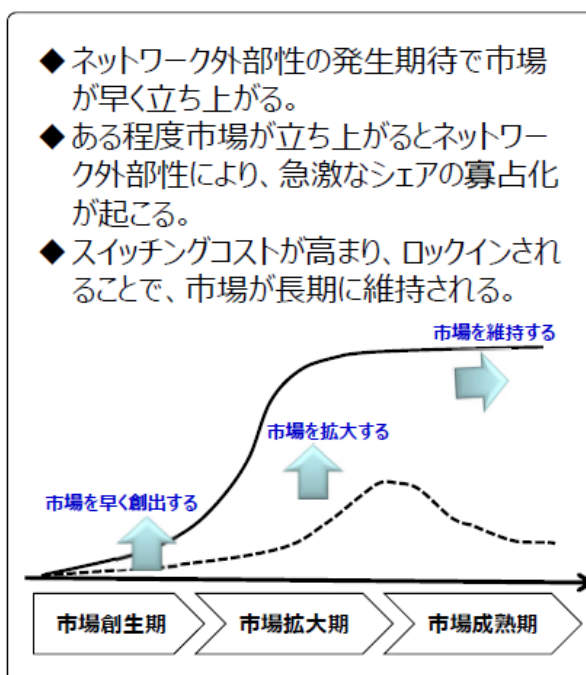 ◆ネットワーク外部性の発生期待で市場
が早く立ち上がる。
◆ある程度市場が立ち上がるとネットワー
ク外部性により、急激なシェアの寡占化
が起こる。
◆スイッチングコストが高まり、ロックインされ
ることで、市場が長期に維持される。
市場を維持する
市場を拡大する
市場を早く創出する
市場創生期
市場拡大期
市場成熟期